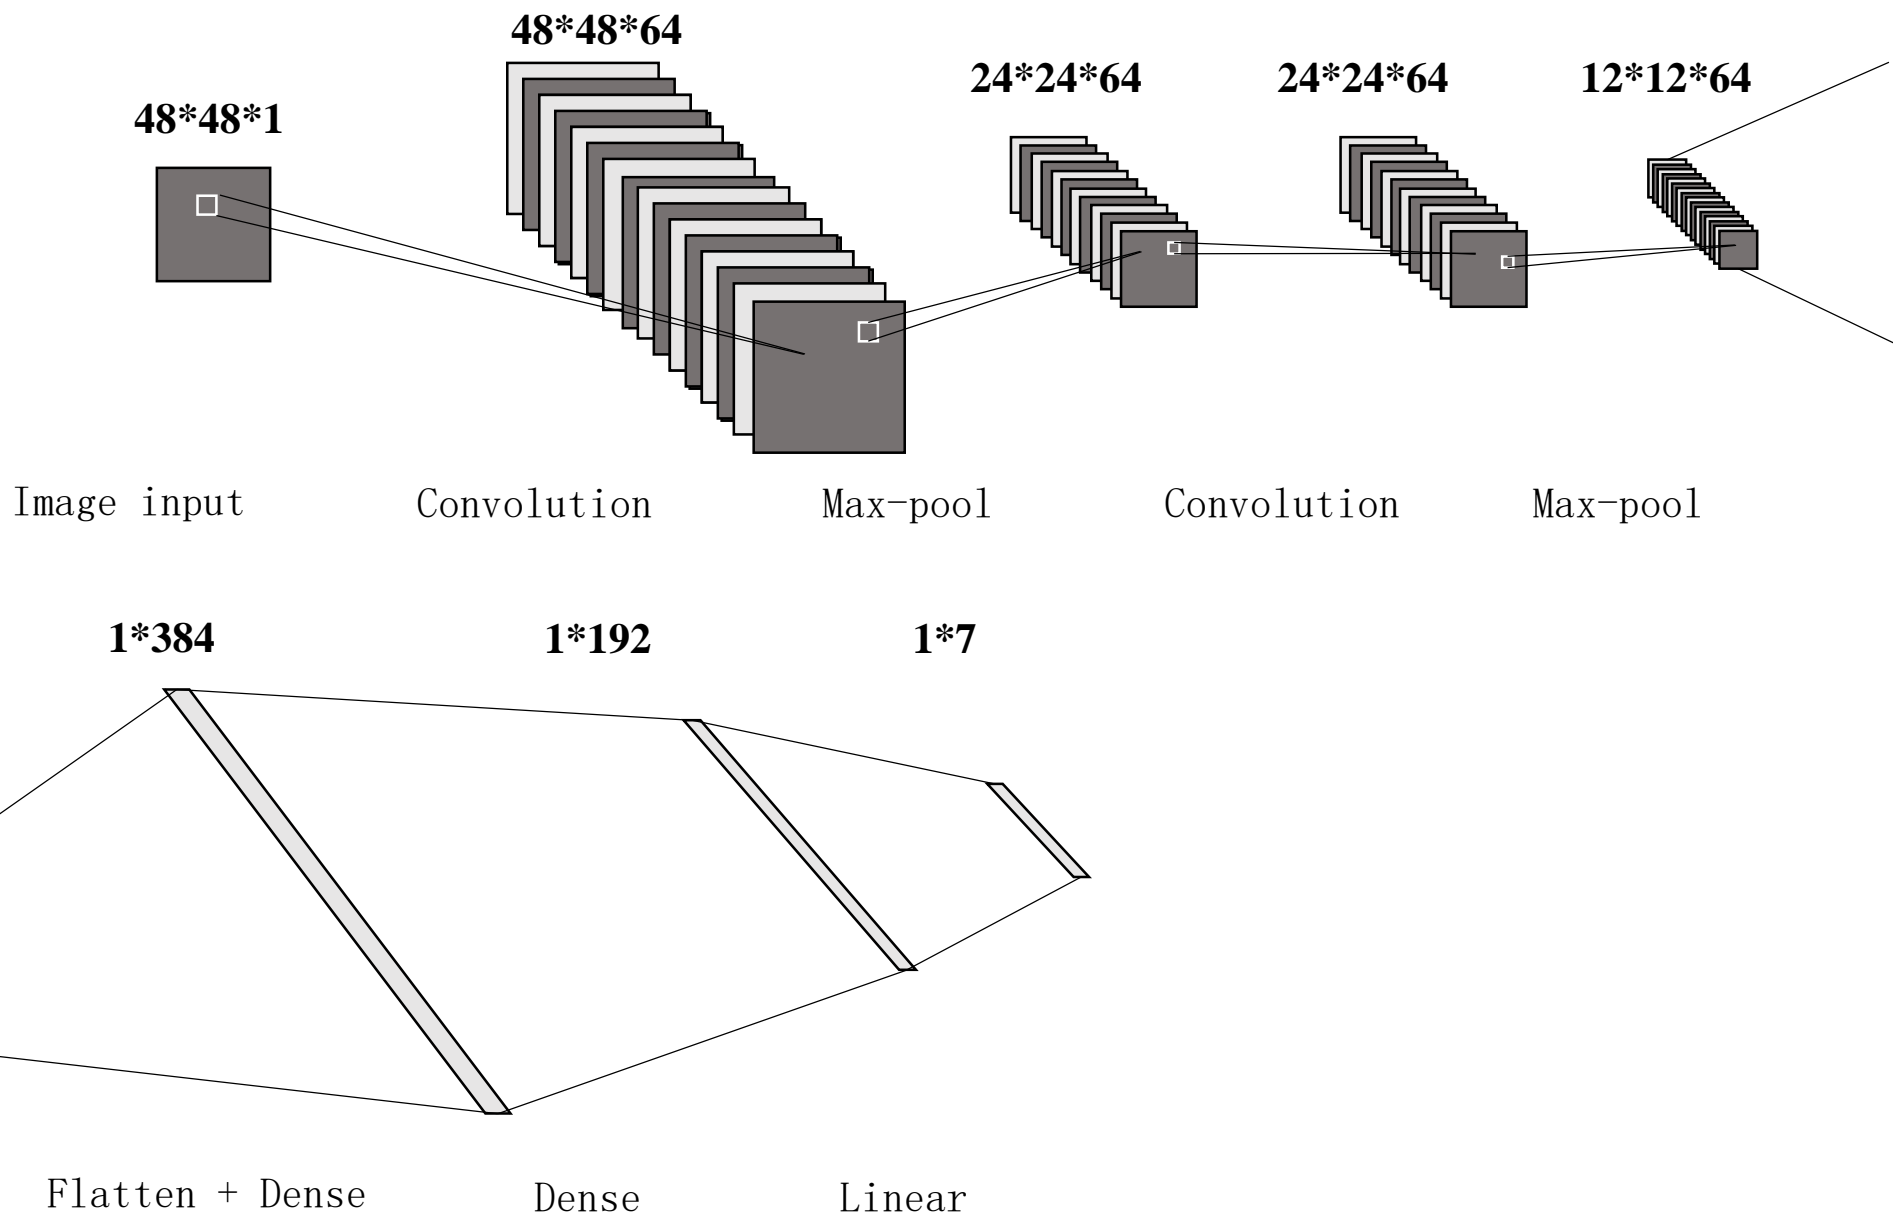 48*48*1
48*48*64
24*24*64
24*24*64
12*12*64
Image input
Convolution
Max-pool
Convolution
Max-pool
1*384
1*192
1*7
Flatten + Dense
Dense
Linear